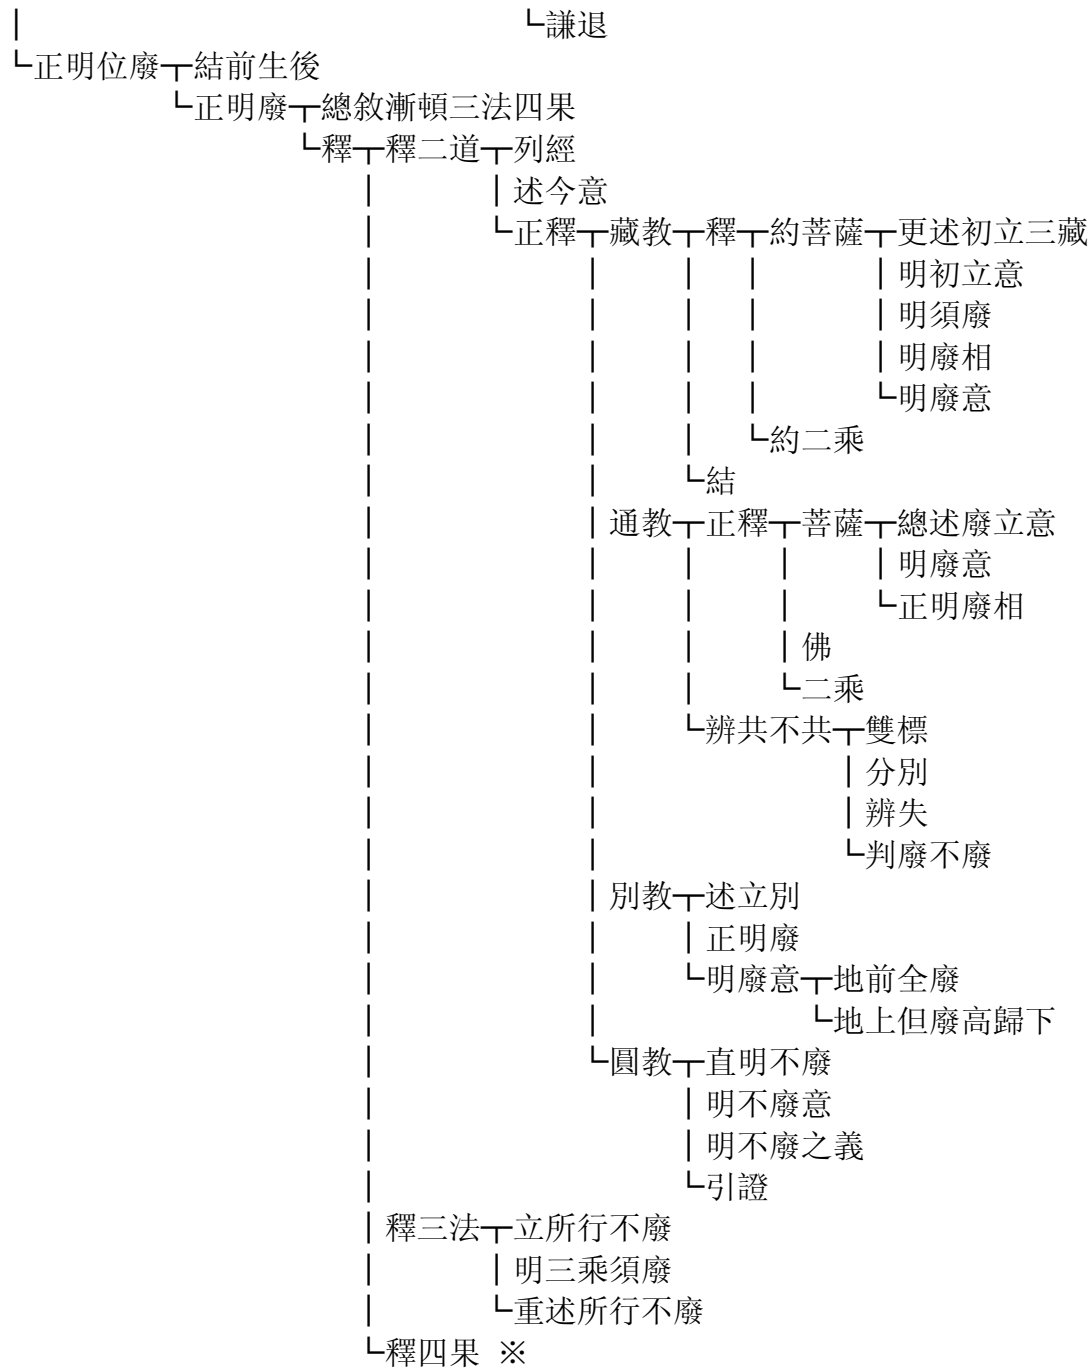 │ └謙退
└正明位廢┬結前生後
└正明廢┬總敘漸頓三法四果
└釋┬釋二道┬列經
│ │述今意
│ └正釋┬藏教┬釋┬約菩薩┬更述初立三藏
│ │ │ │ │明初立意
│ │ │ │ │明須廢
│ │ │ │ │明廢相
│ │ │ │ └明廢意
│ │ │ └約二乘
│ │ └結
│ │通教┬正釋┬菩薩┬總述廢立意
│ │ │ │ │明廢意
│ │ │ │ └正明廢相
│ │ │ │佛
│ │ │ └二乘
│ │ └辨共不共┬雙標
│ │ │分別
│ │ │辨失
│ │ └判廢不廢
│ │別教┬述立別
│ │ │正明廢
│ │ └明廢意┬地前全廢
│ │ └地上但廢高歸下
│ └圓教┬直明不廢
│ │明不廢意
│ │明不廢之義
│ └引證
│釋三法┬立所行不廢
│ │明三乘須廢
│ └重述所行不廢
└釋四果 ※